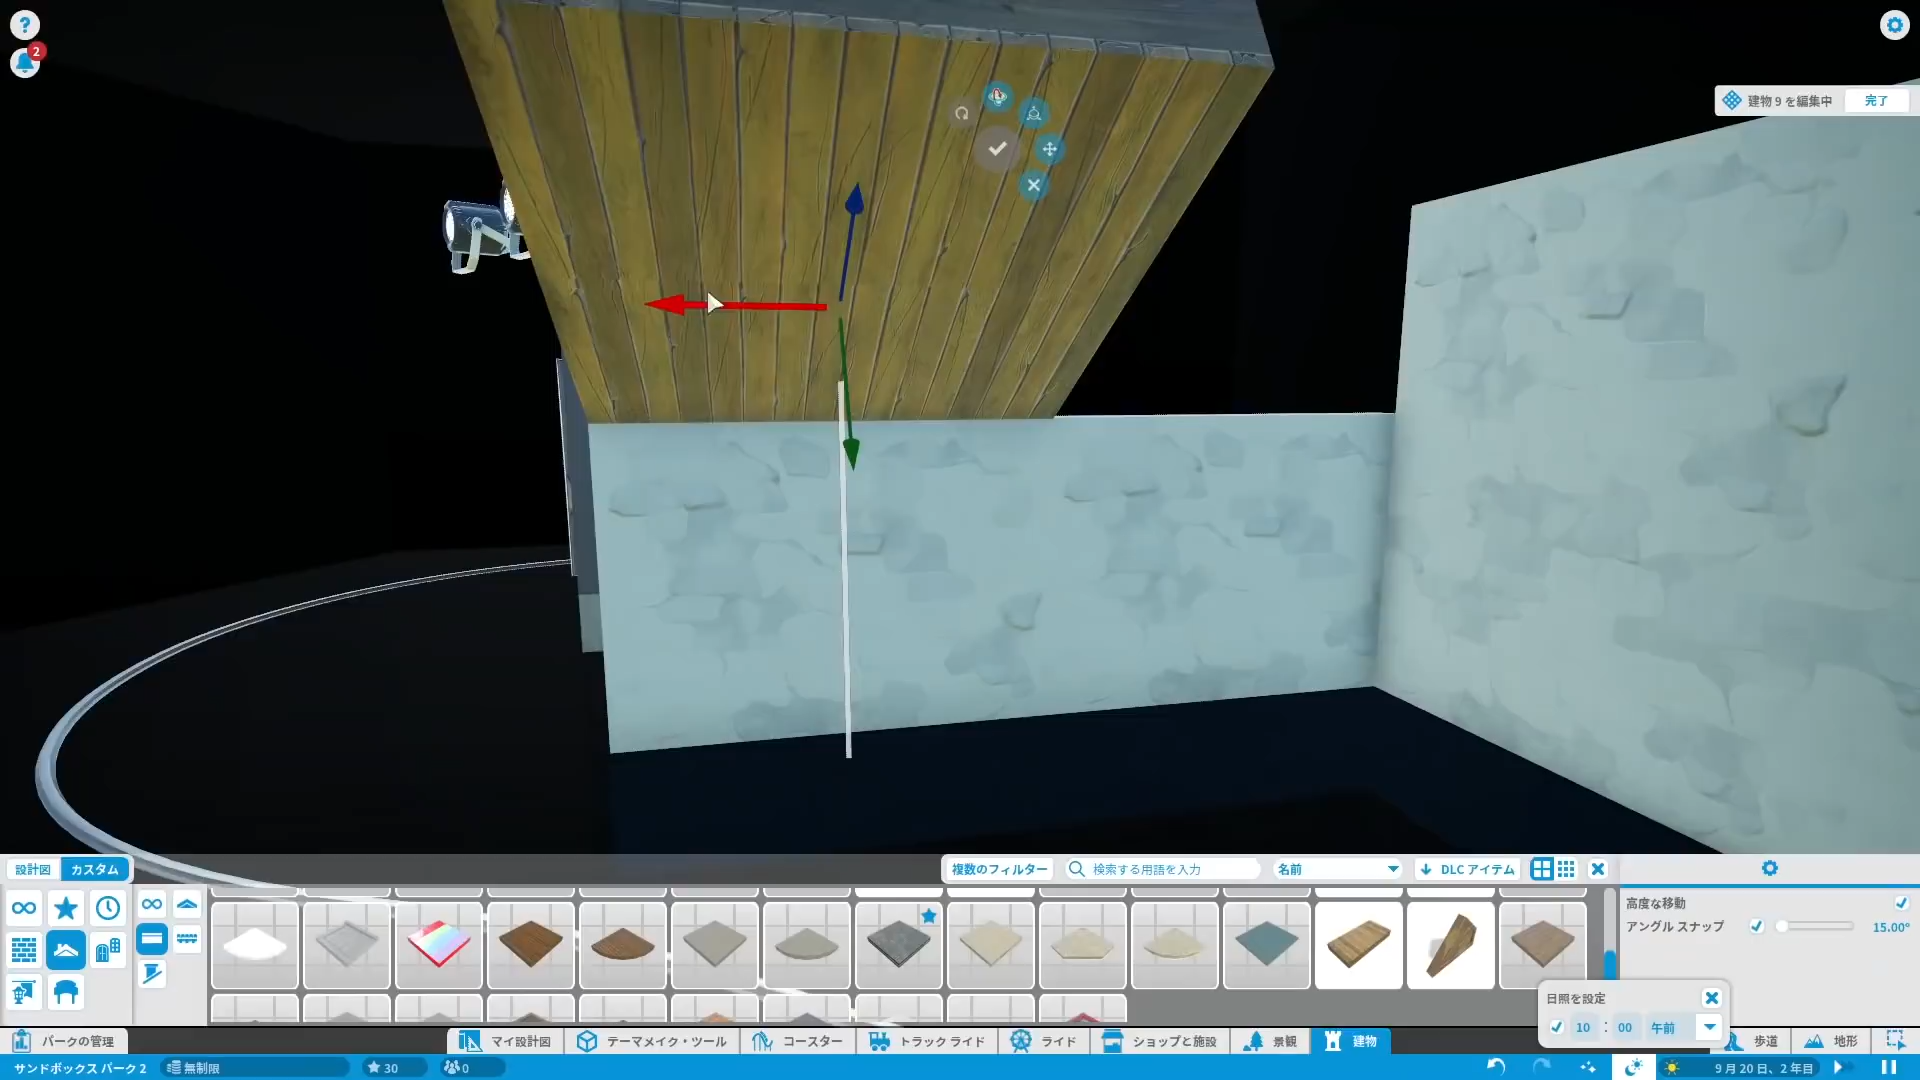 ?
2
建物 9 を編集中 完了
設計図 カスタム
複数のフィルター 検索する用語を入力 名前 DLC アイテム
高度な移動
アングル スナップ 15.00°
日照を設定
10 : 00 午前
パークの管理 マイ設計図 テーマメイク・ツール コースター トラック ライド ライド ショップと施設 景観 建物 歩道 地形
サンドボックス パーク 2 無制限 30 0 9 月 20 日、2 年目